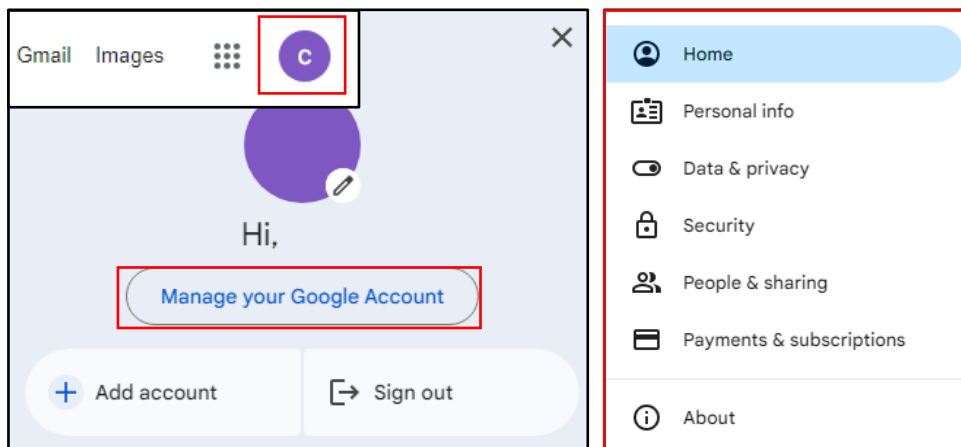 Gmail Images
C
Hi,
Manage your Google Account
Add account
Sign out
Home
Personal info
Data & privacy
Security
People & sharing
Payments & subscriptions
About